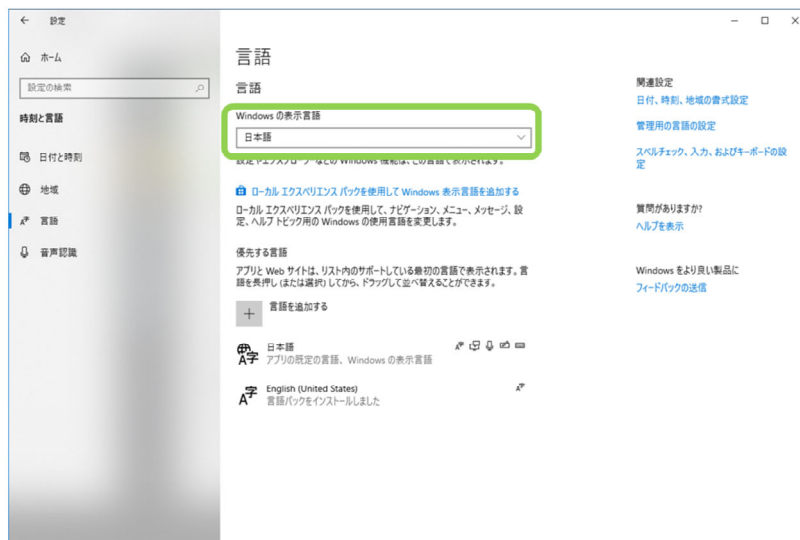 ← 設定
ホーム
設定の検索
時刻と言語
日付と時刻
地域
言語
音声認識
言語
言語
Windows の表示言語
日本語
設定やエクスプローラーなどの Windows 機能は、この言語で表示されます。
ローカル エクスペリエンス パックを使用して Windows 表示言語を追加する
ローカル エクスペリエンス パックを使用して、ナビゲーション、メニュー、メッセージ、設
定、ヘルプ トピック用の Windows の使用言語を変更します。
優先する言語
アプリと Web サイトは、リスト内のサポートしている最初の言語で表示されます。言
語を長押し (または選択) してから、ドラッグして並べ替えることができます。
言語を追加する
日本語
アプリの既定の言語、Windows の表示言語
English (United States)
言語パックをインストールしました
関連設定
日付、時刻、地域の書式設定
管理用の言語の設定
スペルチェック、入力、およびキーボードの設
定
質問がありますか?
ヘルプを表示
Windows をより良い製品に
フィードバックの送信